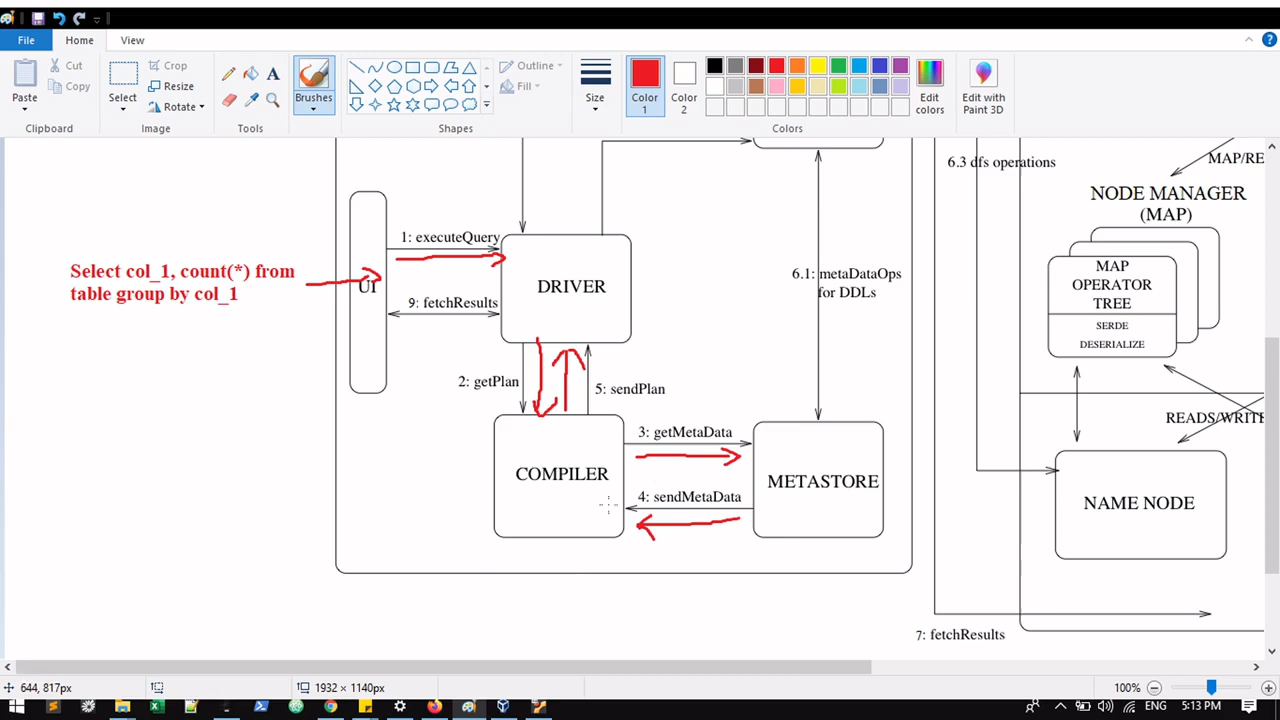 File
Home
View
Paste
Cut
Copy
Clipboard
Select
Crop
Resize
Rotate
Image
A
Tools
Brushes
Outline
Fill
Shapes
Size
Color
1
Color
2
Colors
Edit
colors
Edit with
Paint 3D
6.3 dfs operations
MAP/RE
NODE MANAGER
(MAP)
1: executeQuery
Select col_1, count(*) from
table group by col_1
UI
DRIVER
6.1: metaDataOps
for DDLs
MAP
OPERATOR
TREE
SERDE
DESERIALIZE
9: fetchResults
2: getPlan
5: sendPlan
READS/WRITE
3: getMetaData
COMPILER
METASTORE
4: sendMetaData
NAME NODE
7: fetchResults
644, 817px
1932 × 1140px
100%
ENG
5:13 PM